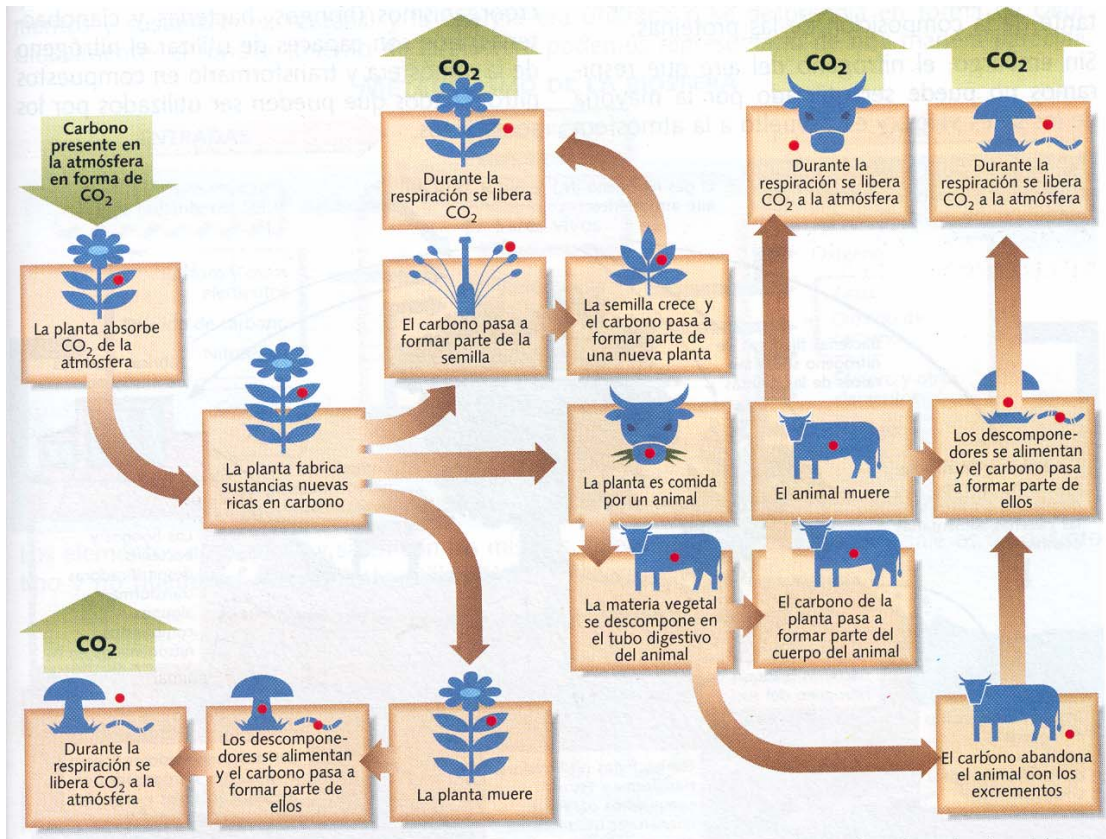 CO2
CO2
CO2
Carbono
presente en
la atmósfera
en forma de
CO2
Durante la
respiración se libera
CO2
Durante la
respiración se libera
CO2 a la atmósfera
Durante la
respiración se libera
CO2 a la atmósfera
La planta absorbe
CO2 de la
atmósfera
El carbono pasa a
formar parte de la
semilla
La semilla crece y
el carbono pasa a
formar parte de
una nueva planta
La planta fabrica
sustancias nuevas
ricas en carbono
La planta es comida
por un animal
El animal muere
Los descompone-
dores se alimentan
y el carbono pasa
a formar parte de
ellos
La materia vegetal
se descompone en
el tubo digestivo
del animal
El carbono de la
planta pasa a
formar parte del
cuerpo del animal
CO2
Durante la
respiración se
libera CO2 a la
atmósfera
Los descompone-
dores se alimentan
y el carbono pasa a
formar parte de
ellos
La planta muere
El carbono abandona
el animal con los
excrementos